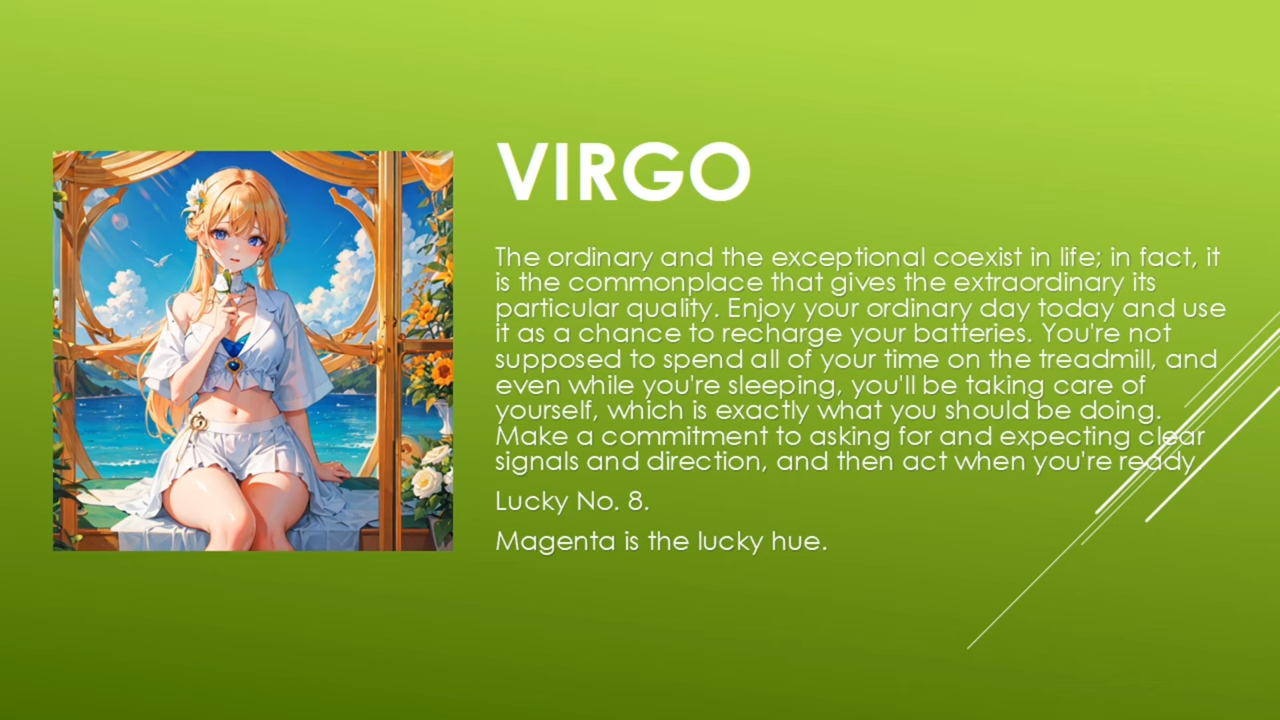 VIRGO
The ordinary and the exceptional coexist in life; in fact, it
is the commonplace that gives the extraordinary its
particular quality. Enjoy your ordinary day today and use
it as a chance to recharge your batteries. You're not
supposed to spend all of your time on the treadmill, and
even while you're sleeping, you'll be taking care of
yourself, which is exactly what you should be doing.
Make a commitment to asking for and expecting clear
signals and direction, and then act when you're ready.
Lucky No. 8.
Magenta is the lucky hue.